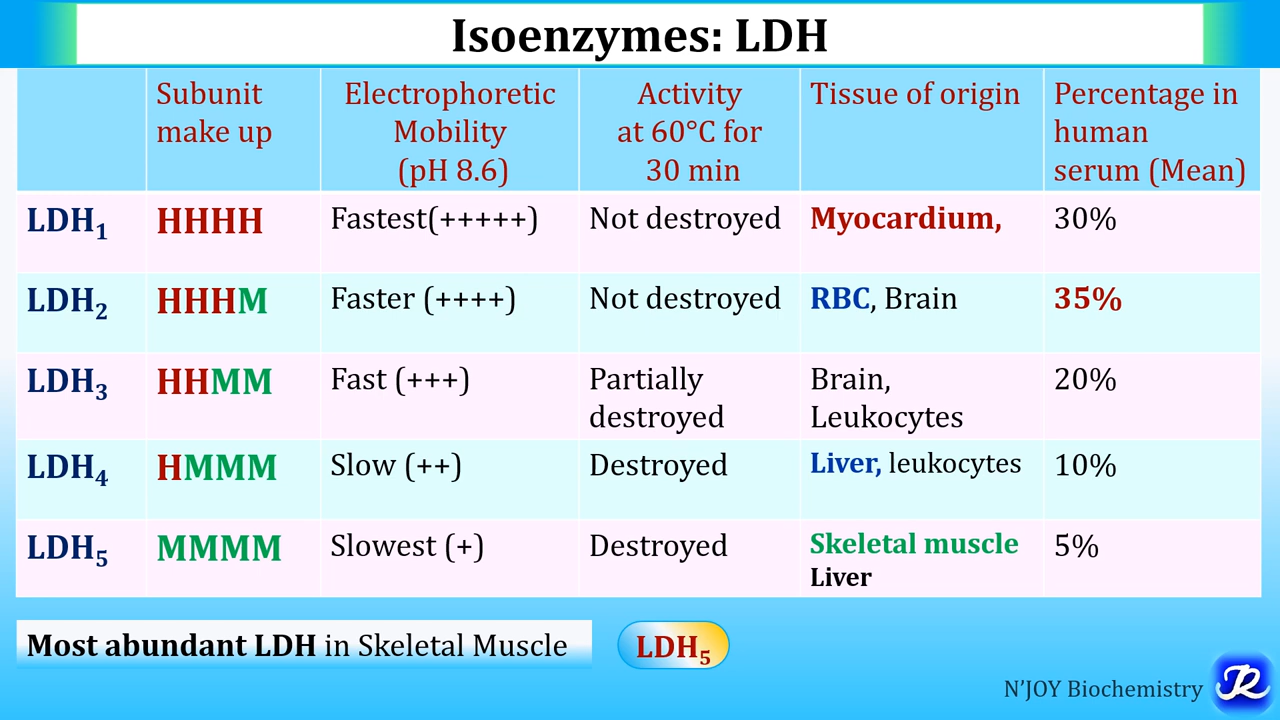 Isoenzymes: LDH
Subunit make up
Electrophoretic Mobility (pH 8.6)
Activity at 60°C for 30 min
Tissue of origin
Percentage in human serum (Mean)
LDH₁ HHHH Fastest(+++++) Not destroyed Myocardium, 30%
LDH₂ HHHM Faster (++++) Not destroyed RBC, Brain 35%
LDH₃ HHMM Fast (+++) Partially destroyed Brain, Leukocytes 20%
LDH₄ HMMM Slow (++) Destroyed Liver, leukocytes 10%
LDH₅ MMMM Slowest (+) Destroyed Skeletal muscle Liver 5%
Most abundant LDH in Skeletal Muscle LDH₅
N'JOY Biochemistry JR